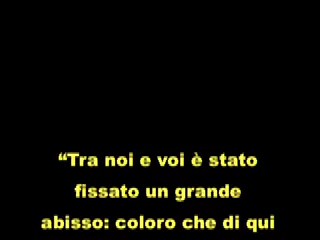 “Tra noi e voi è stato
fissato un grande
abisso: coloro che di qui